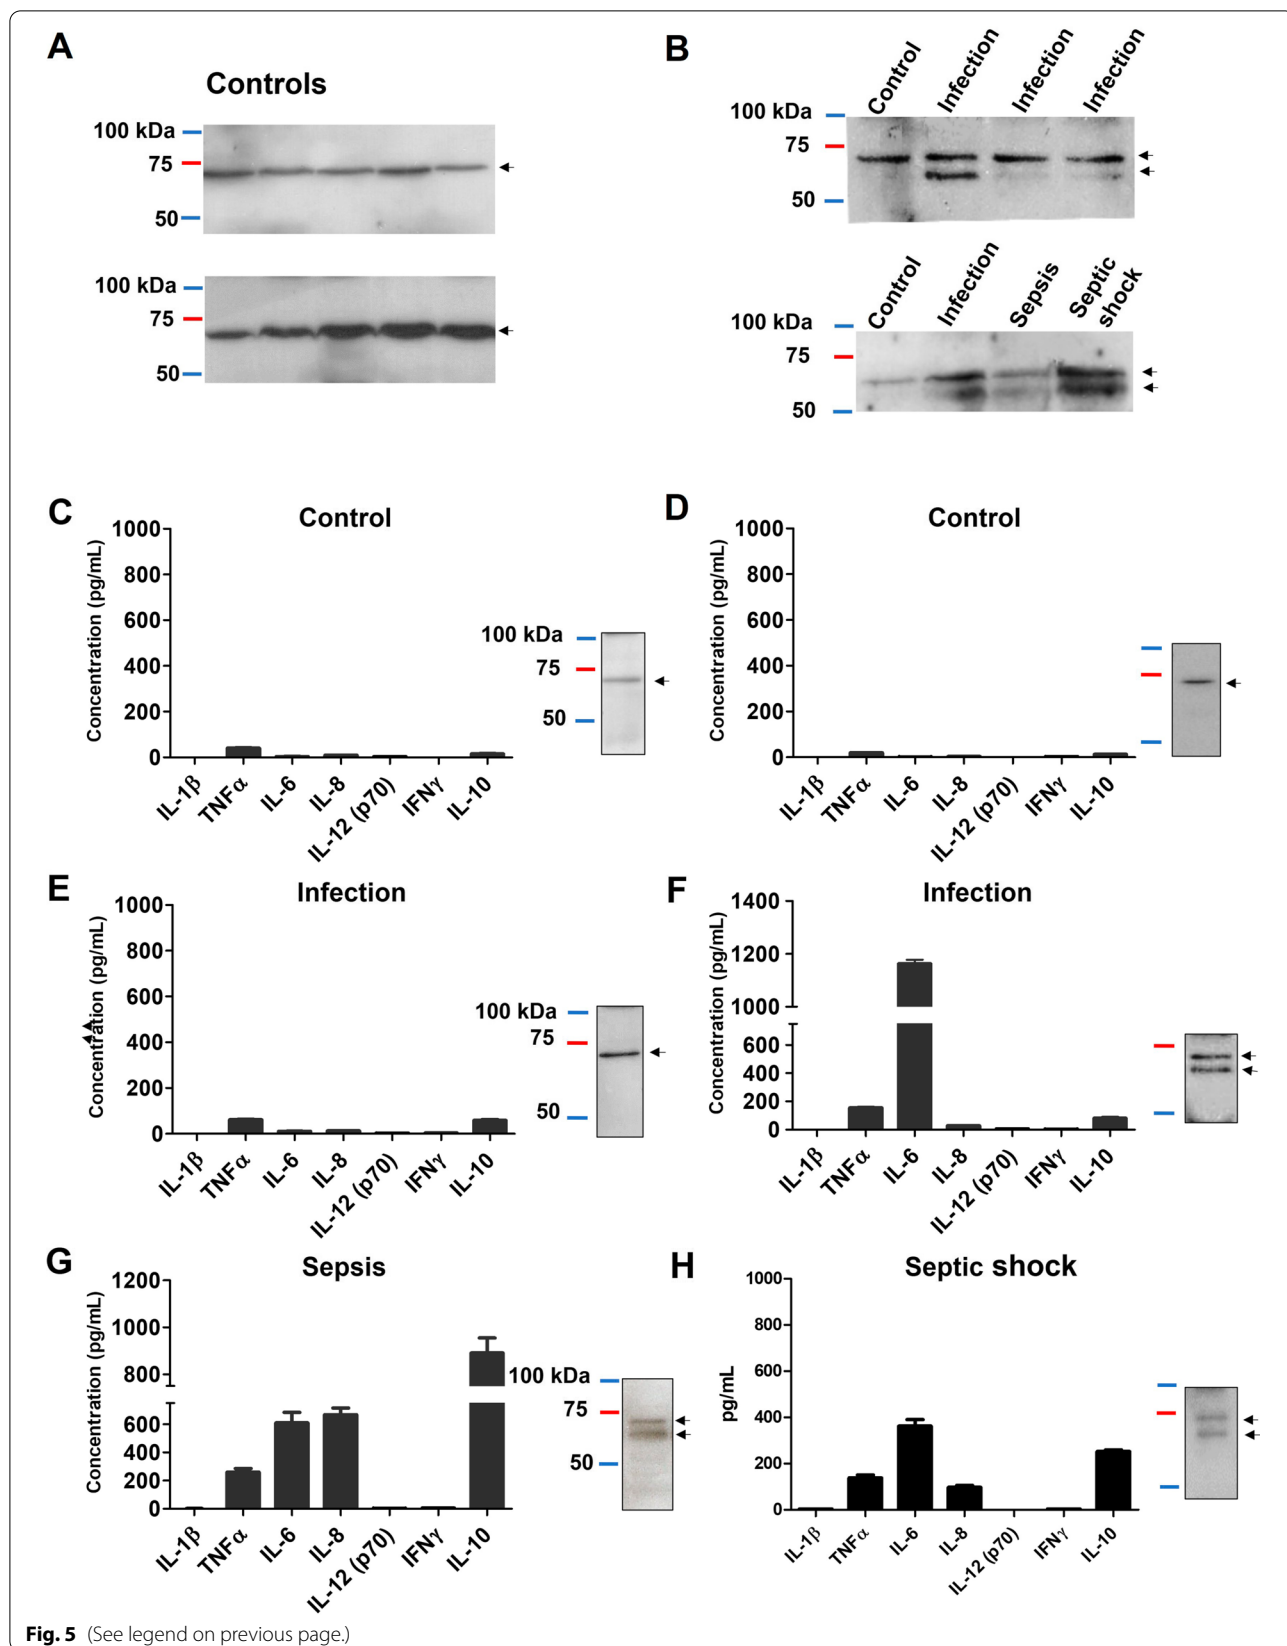 A
Controls
100 kDa
75
50
100 kDa
75
50
B
Control
Infection
Infection
Infection
100 kDa
75
50
Control
Infection
Sepsis
Septic
shock
100 kDa
75
50
C
Control
Concentration (pg/mL)
1000
800
600
400
200
0
IL-1β
TNFα
IL-6
IL-8
IL-12 (p70)
IFNγ
IL-10
100 kDa
75
50
D
Control
Concentration (pg/mL)
1000
800
600
400
200
0
IL-1β
TNFα
IL-6
IL-8
IL-12 (p70)
IFNγ
IL-10
E
Infection
Concentration (pg/mL)
1000
800
600
400
200
0
IL-1β
TNFα
IL-6
IL-8
IL-12 (p70)
IFNγ
IL-10
100 kDa
75
50
F
Infection
Concentration (pg/mL)
1400
1200
1000
600
400
200
0
IL-1β
TNFα
IL-6
IL-8
IL-12 (p70)
IFNγ
IL-10
G
Sepsis
Concentration (pg/mL)
1200
1000
800
600
400
200
0
IL-1β
TNFα
IL-6
IL-8
IL-12 (p70)
IFNγ
IL-10
100 kDa
75
50
H
Septic shock
pg/mL
1000
800
600
400
200
0
IL-1β
TNFα
IL-6
IL-8
IL-12 (p70)
IFNγ
IL-10
Fig. 5 (See legend on previous page.)